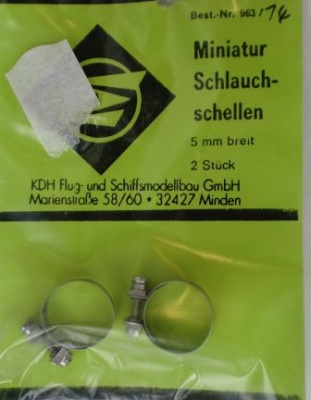 Best.-Nr. 963/14
Miniatur
Schlauch-
schellen
5 mm breit
2 Stück
KDH Flug- und Schiffsmodellbau GmbH
Marienstraße 58/60 • 32427 Minden